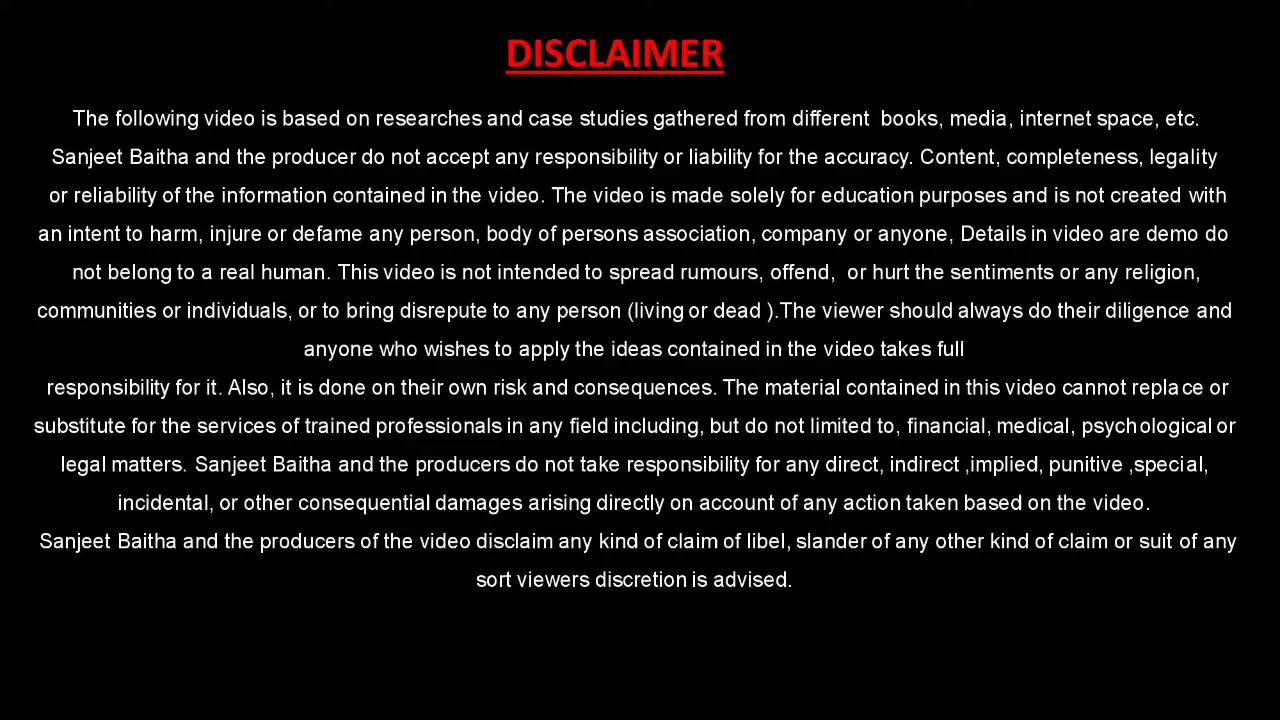 DISCLAIMER
The following video is based on researches and case studies gathered from different books, media, internet space, etc.
Sanjeet Baitha and the producer do not accept any responsibility or liability for the accuracy. Content, completeness, legality
or reliability of the information contained in the video. The video is made solely for education purposes and is not created with
an intent to harm, injure or defame any person, body of persons association, company or anyone, Details in video are demo do
not belong to a real human. This video is not intended to spread rumours, offend, or hurt the sentiments or any religion,
communities or individuals, or to bring disrepute to any person (living or dead ).The viewer should always do their diligence and
anyone who wishes to apply the ideas contained in the video takes full
responsibility for it. Also, it is done on their own risk and consequences. The material contained in this video cannot replace or
substitute for the services of trained professionals in any field including, but do not limited to, financial, medical, psychological or
legal matters. Sanjeet Baitha and the producers do not take responsibility for any direct, indirect ,implied, punitive ,special,
incidental, or other consequential damages arising directly on account of any action taken based on the video.
Sanjeet Baitha and the producers of the video disclaim any kind of claim of libel, slander of any other kind of claim or suit of any
sort viewers discretion is advised.